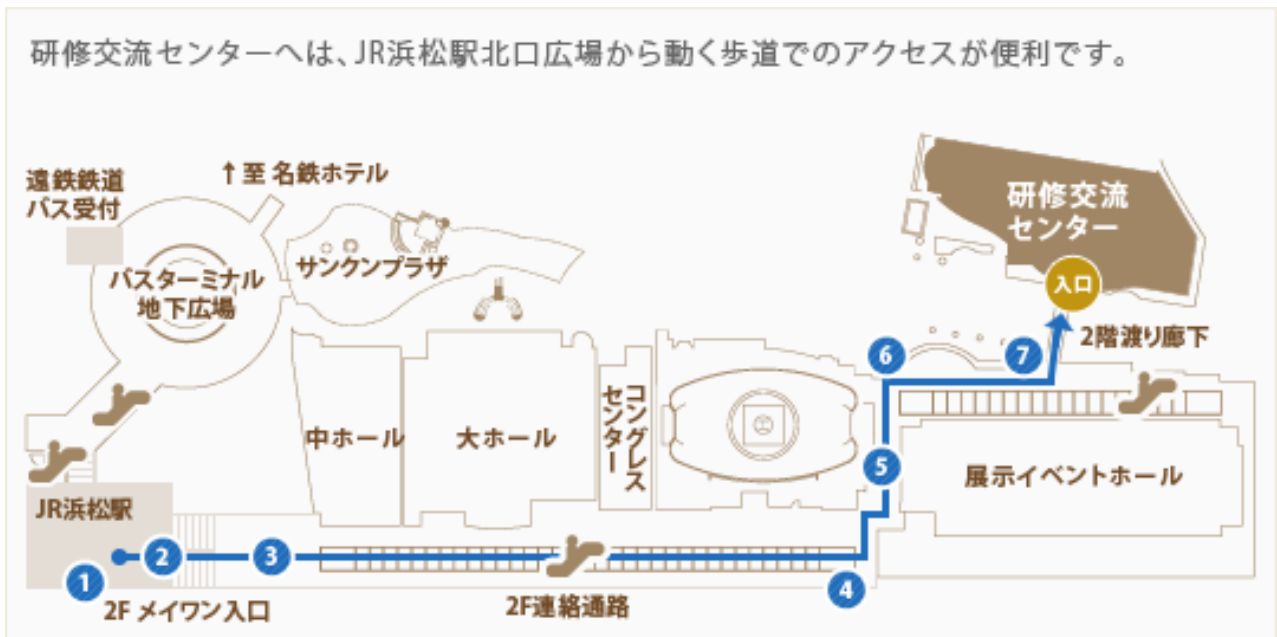 研修交流センターへは、JR浜松駅北口広場から動く歩道でのアクセスが便利です。
↑至 名鉄ホテル
遠鉄鉄道
バス受付
バスターミナル
地下広場
サンクンプラザ
研修交流
センター
入口
2階渡り廊下
7
6
中ホール
大ホール
コングレス
センター
5
展示イベントホール
JR浜松駅
1
2
3
4
2F メイワン入口
2F連絡通路